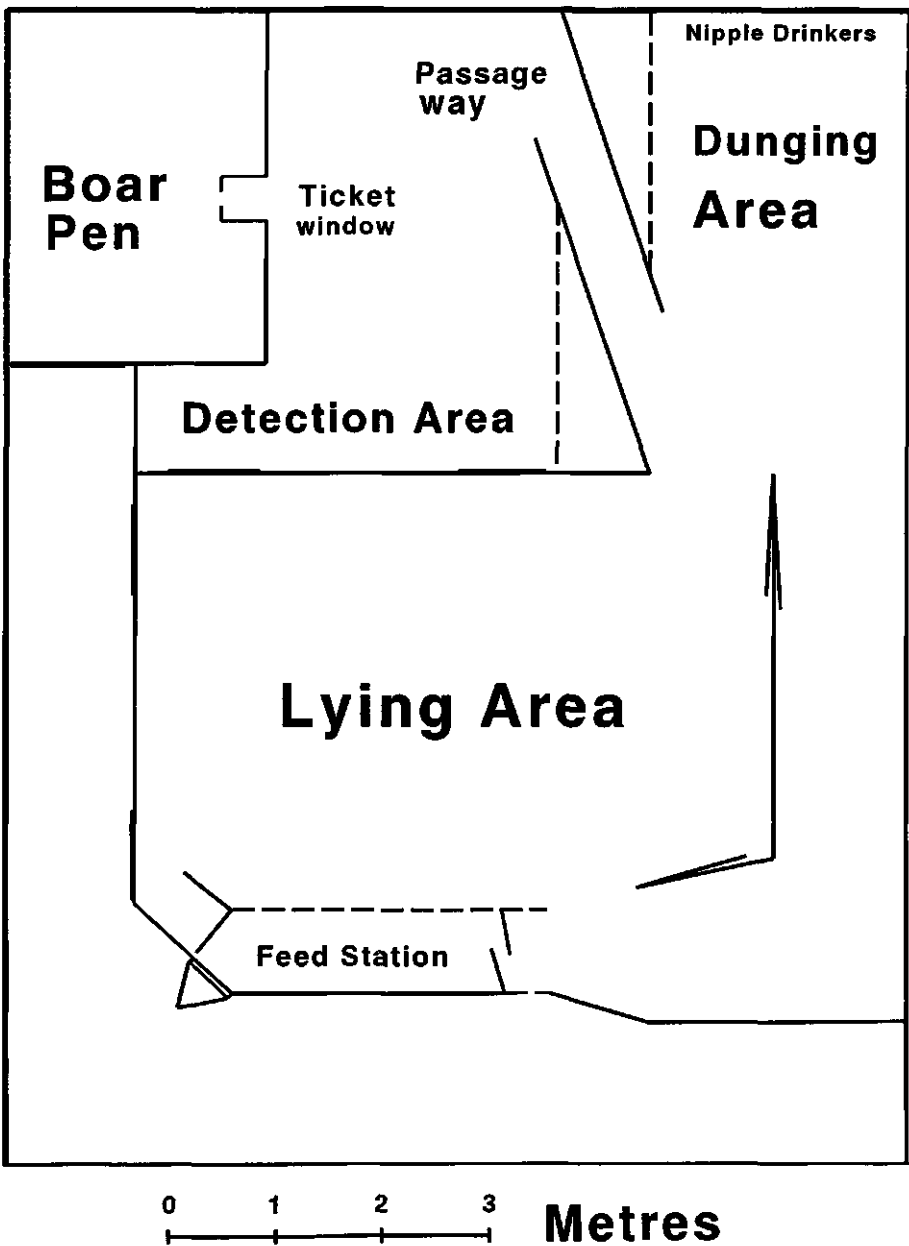 Nipple Drinkers
Passage
way
Dunging
Area
Boar
Pen
Ticket
window
Detection Area
Lying Area
Feed Station
0 1 2 3 Metres